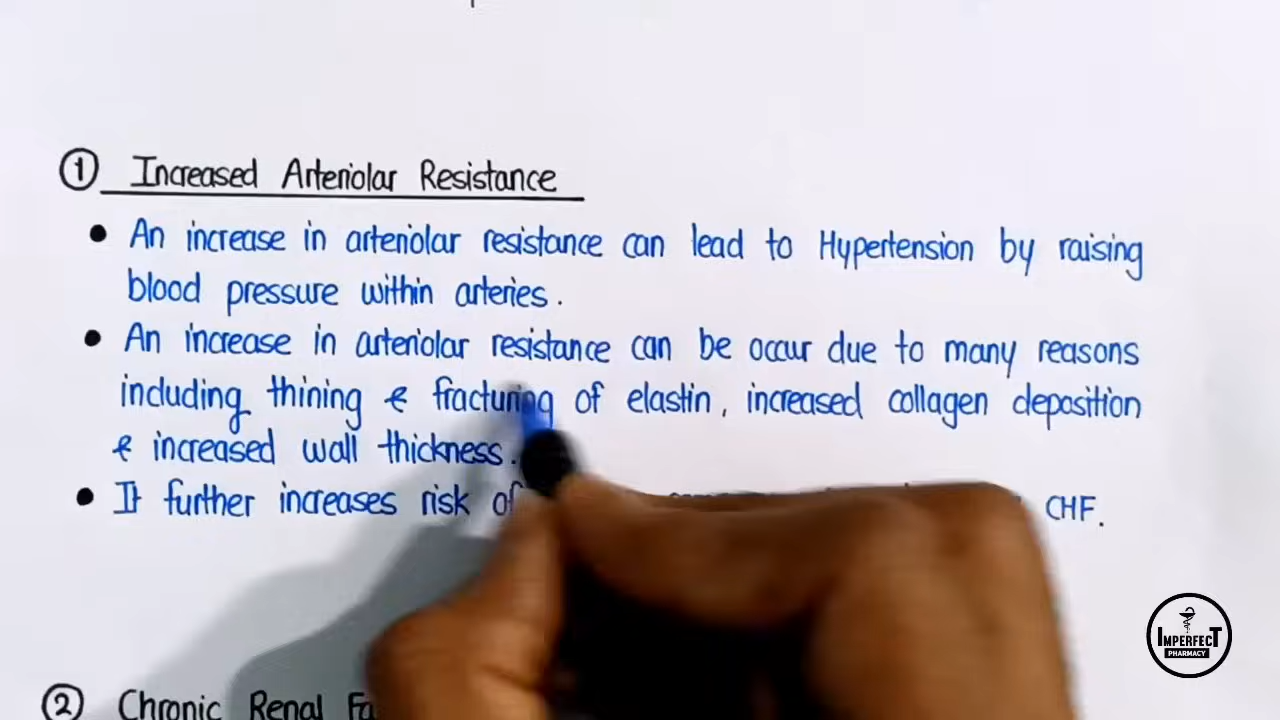 ① Increased Arteriolar Resistance
• An increase in arteriolar resistance can lead to Hypertension by raising
blood pressure within arteries.
• An increase in arteriolar resistance can be occur due to many reasons
including thining & fracturing of elastin, increased collagen deposition
& increased wall thickness.
• It further increases risk of CHF.
② Chronic Renal
IMPERFECT
PHARMACY